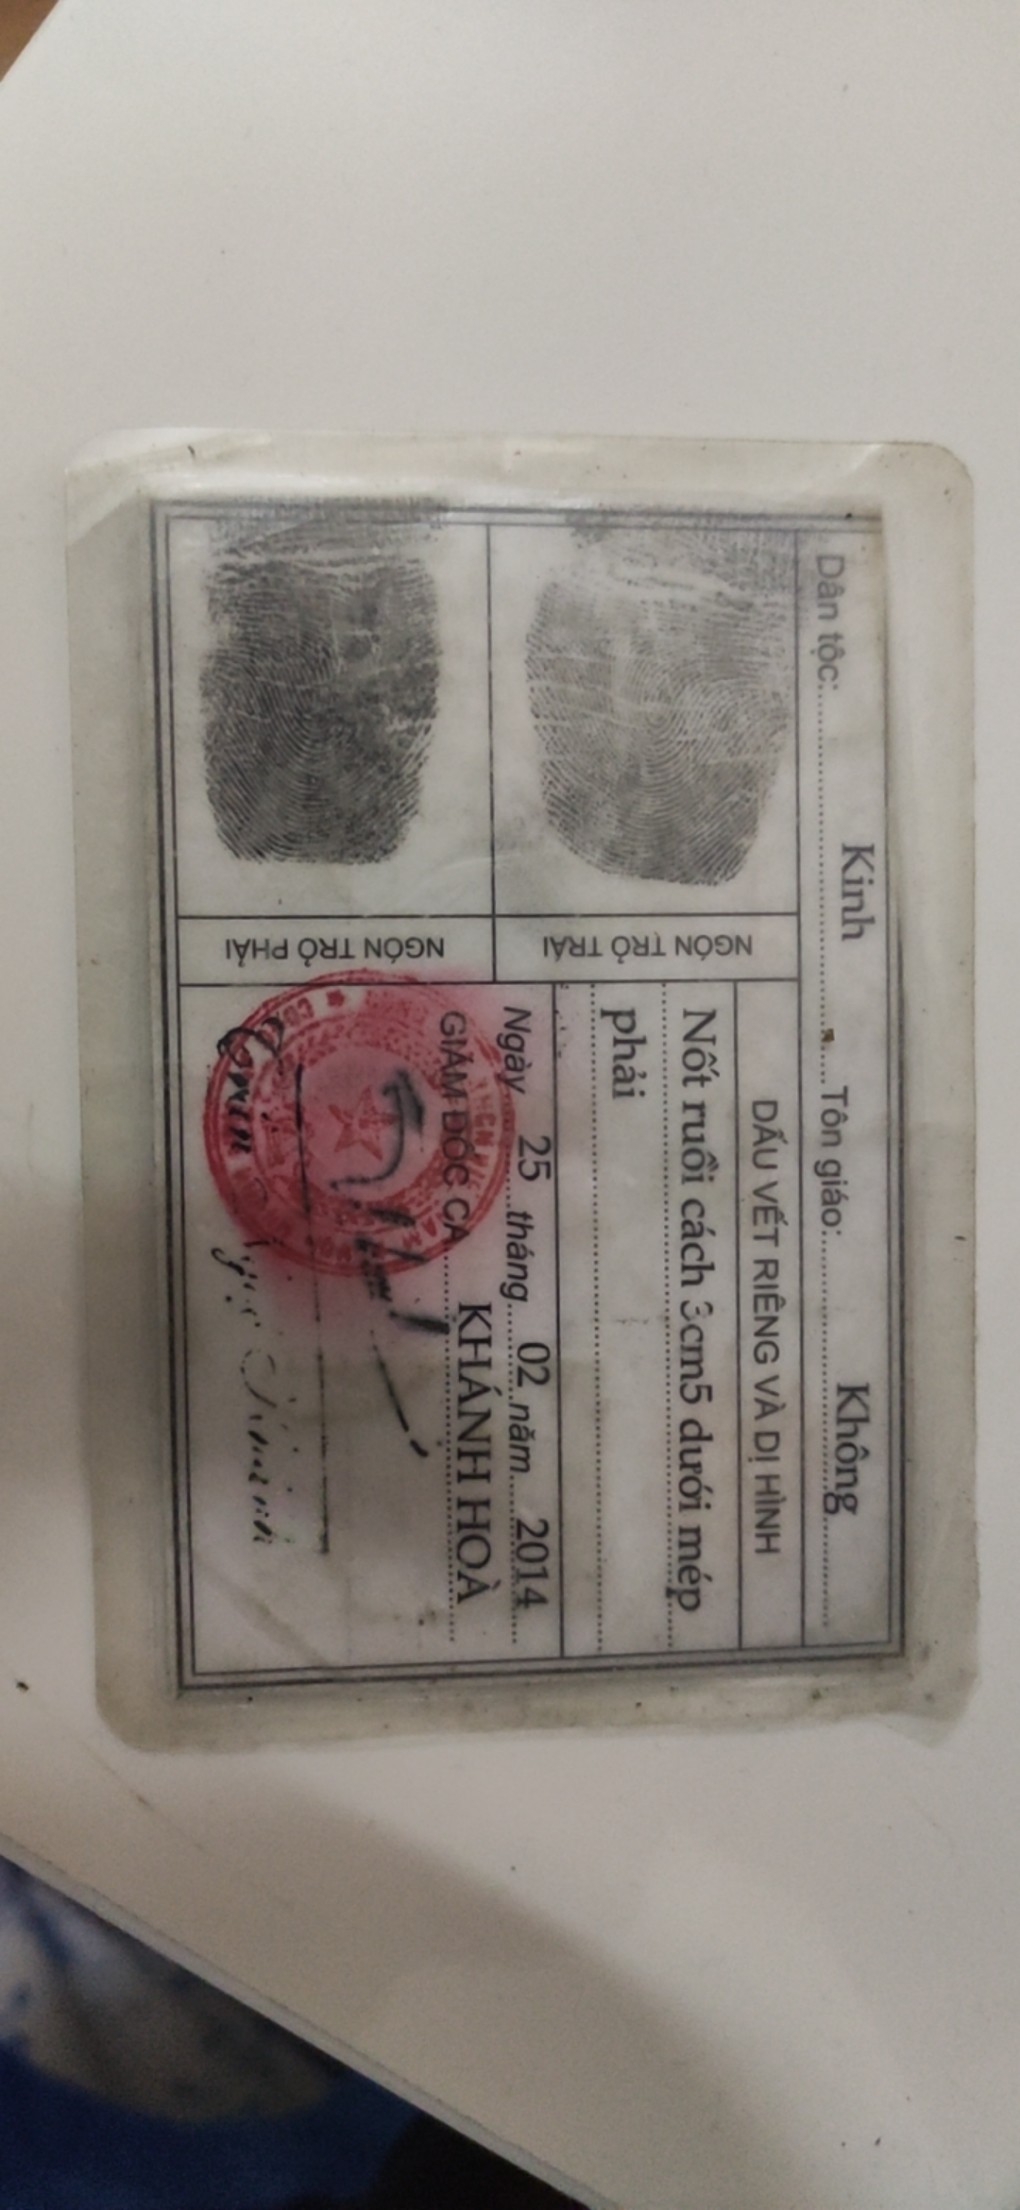 Dân tộc: Kinh Tôn giáo: Không
NGÓN TRỎ TRÁI
DẤU VẾT RIÊNG VÀ DỊ HÌNH
Nốt ruồi cách 3cm5 dưới mép
phải
NGÓN TRỎ PHẢI
Ngày 25 tháng 02 năm 2014
GIÁM ĐỐC CA KHÁNH HOÀ